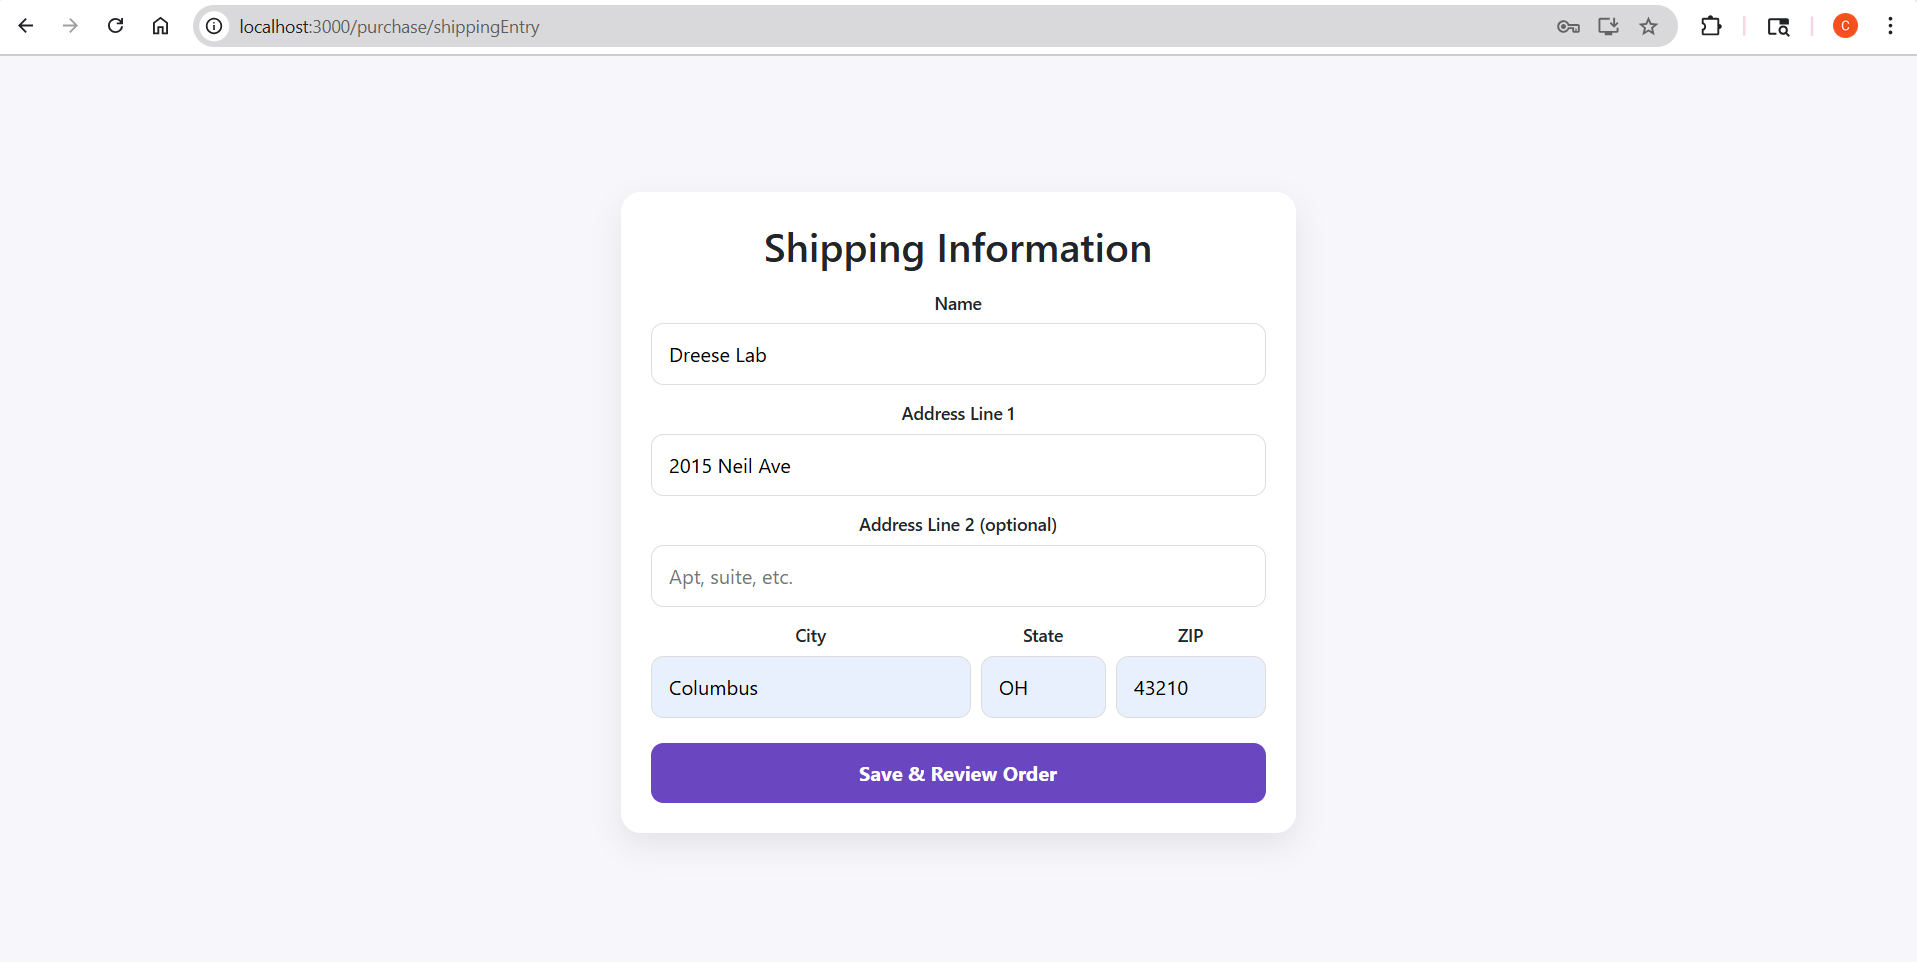 localhost:3000/purchase/shippingEntry
C
Shipping Information
Name
Dreese Lab
Address Line 1
2015 Neil Ave
Address Line 2 (optional)
Apt, suite, etc.
City State ZIP
Columbus OH 43210
Save & Review Order